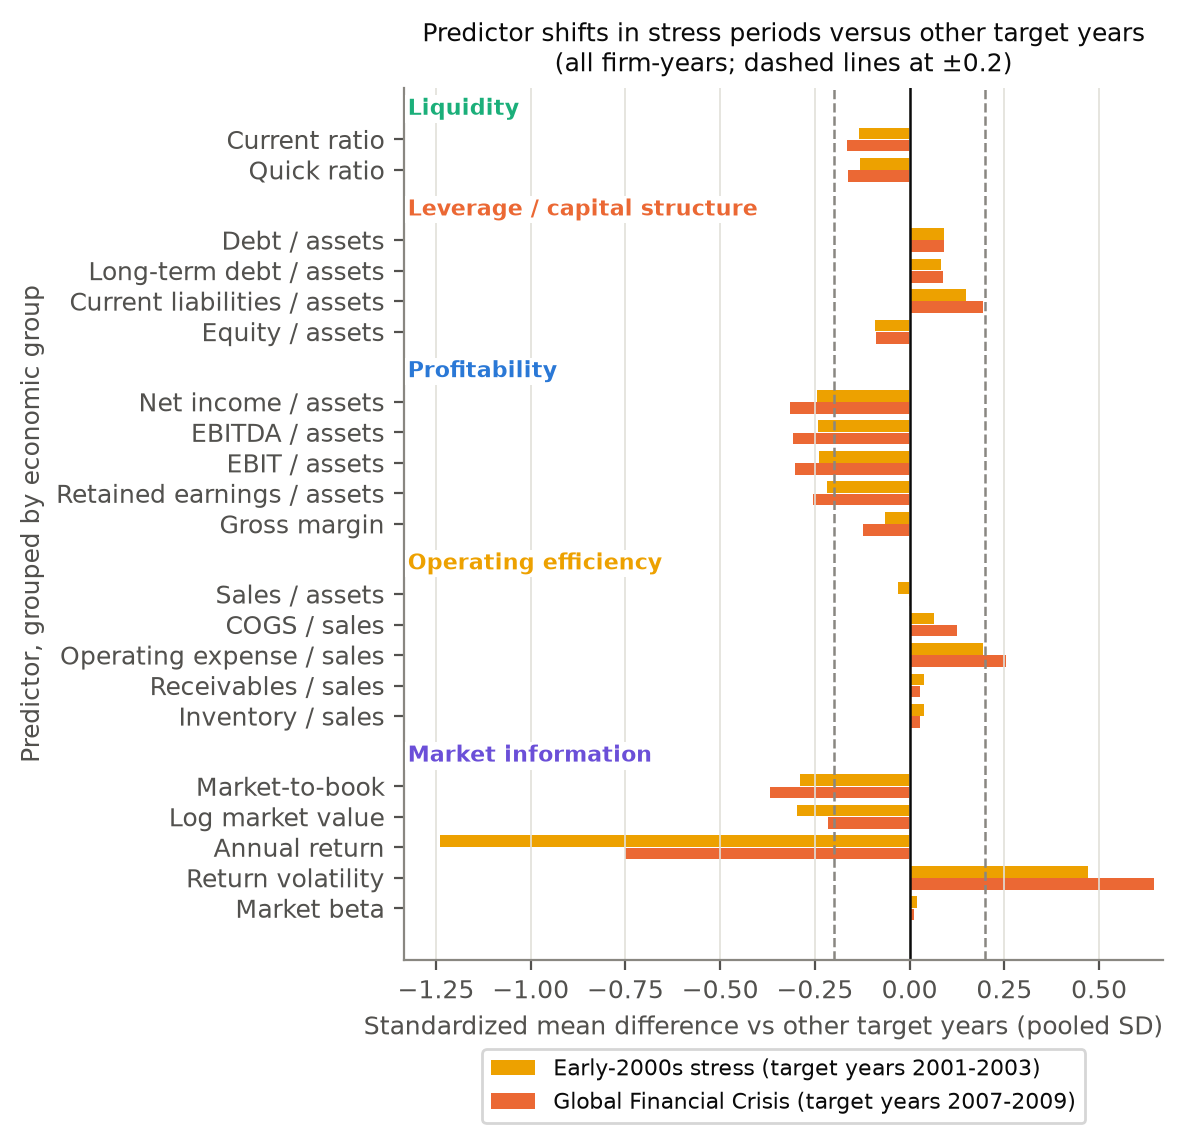 Predictor shifts in stress periods versus other target years
(all firm-years; dashed lines at ±0.2)
Predictor, grouped by economic group
Liquidity
Current ratio
Quick ratio
Leverage / capital structure
Debt / assets
Long-term debt / assets
Current liabilities / assets
Equity / assets
Profitability
Net income / assets
EBITDA / assets
EBIT / assets
Retained earnings / assets
Gross margin
Operating efficiency
Sales / assets
COGS / sales
Operating expense / sales
Receivables / sales
Inventory / sales
Market information
Market-to-book
Log market value
Annual return
Return volatility
Market beta
−1.25 −1.00 −0.75 −0.50 −0.25 0.00 0.25 0.50
Standardized mean difference vs other target years (pooled SD)
Early-2000s stress (target years 2001-2003)
Global Financial Crisis (target years 2007-2009)